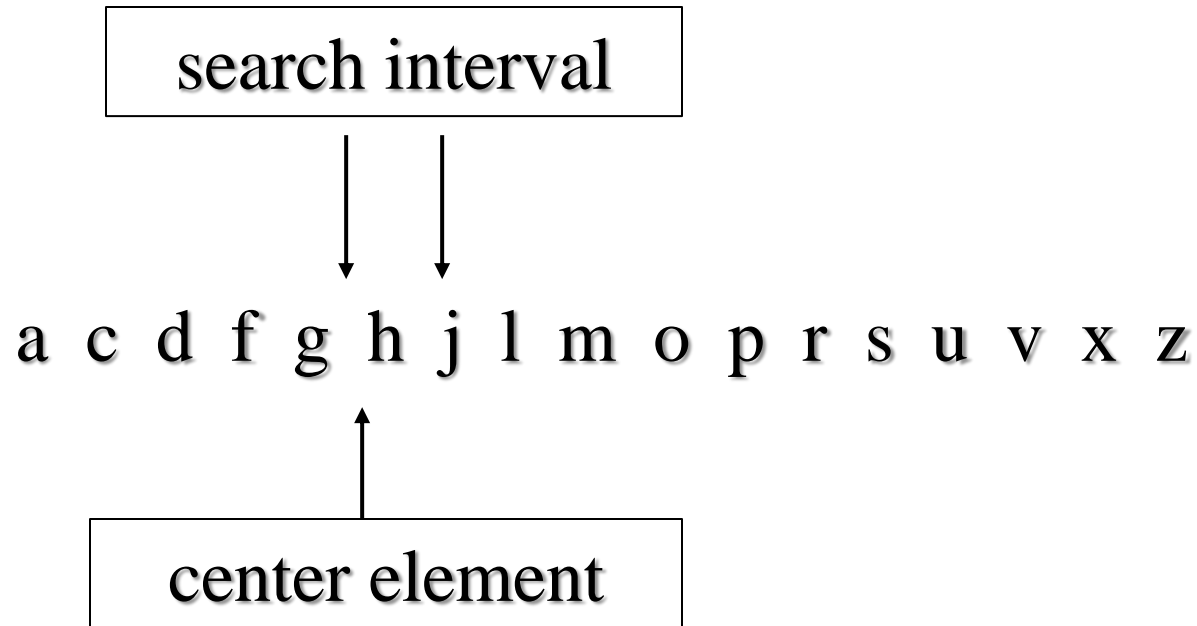 search interval
a c d f g h j l m o p r s u v x z
center element